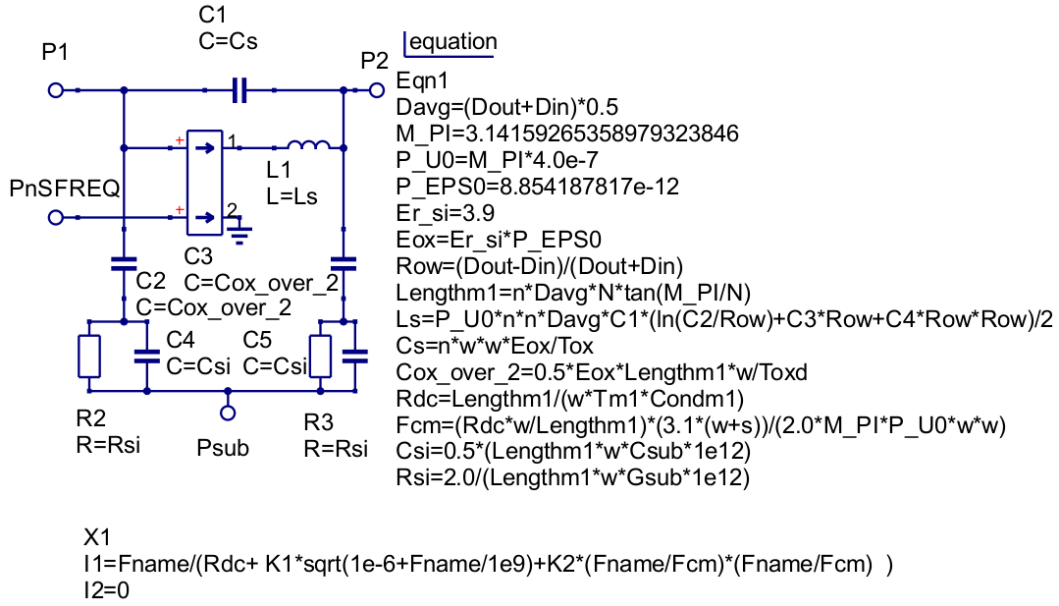 C1
C=Cs
P1
P2
PnSFREQ
+
1
+
2
L1
L=Ls
C3
C=Cox_over_2
C2
C=Cox_over_2
C4
C=Csi
C5
C=Csi
R2
R=Rsi
Psub
R3
R=Rsi
equation
Eqn1
Davg=(Dout+Din)*0.5
M_PI=3.14159265358979323846
P_U0=M_PI*4.0e-7
P_EPS0=8.854187817e-12
Er_si=3.9
Eox=Er_si*P_EPS0
Row=(Dout-Din)/(Dout+Din)
Lengthm1=n*Davg*N*tan(M_PI/N)
Ls=P_U0*n*n*Davg*C1*(ln(C2/Row)+C3*Row+C4*Row*Row)/2
Cs=n*w*w*Eox/Tox
Cox_over_2=0.5*Eox*Lengthm1*w/Toxd
Rdc=Lengthm1/(w*Tm1*Condm1)
Fcm=(Rdc*w/Lengthm1)*(3.1*(w+s))/(2.0*M_PI*P_U0*w*w)
Csi=0.5*(Lengthm1*w*Csub*1e12)
Rsi=2.0/(Lengthm1*w*Gsub*1e12)
X1
I1=Fname/(Rdc+ K1*sqrt(1e-6+Fname/1e9)+K2*(Fname/Fcm)*(Fname/Fcm)  )
I2=0